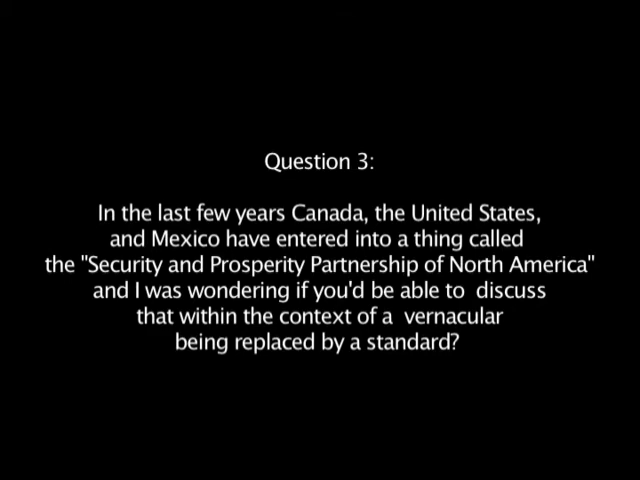 Question 3:
In the last few years Canada, the United States,
and Mexico have entered into a thing called
the "Security and Prosperity Partnership of North America"
and I was wondering if you'd be able to discuss
that within the context of a vernacular
being replaced by a standard?